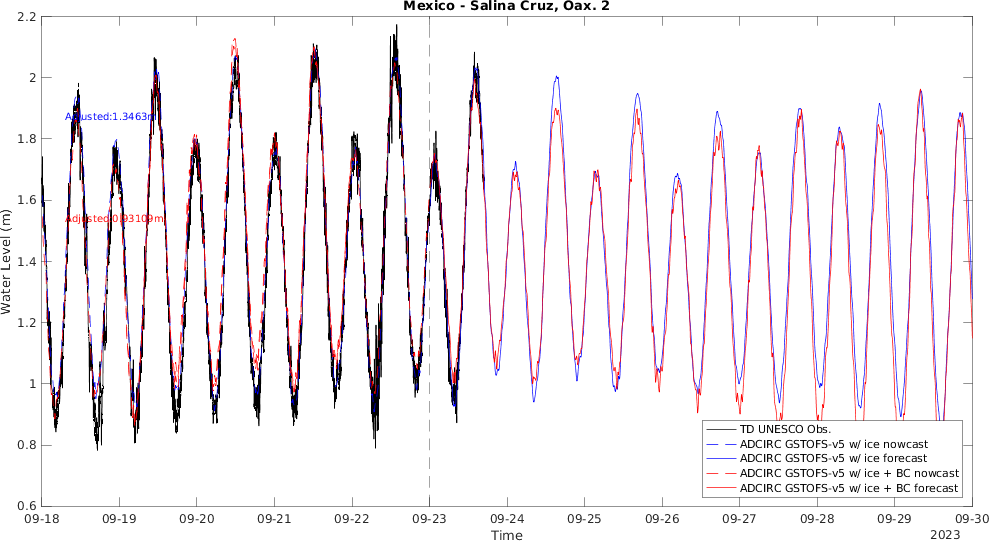 Mexico - Salina Cruz, Oax. 2
2.2
2
1.8
1.6
1.4
1.2
1
0.8
0.6
Water Level (m)
Adjusted:1.3463m
Adjusted:0.93109m
TD UNESCO Obs.
ADCIRC GSTOFS-v5 w/ ice nowcast
ADCIRC GSTOFS-v5 w/ ice forecast
ADCIRC GSTOFS-v5 w/ ice + BC nowcast
ADCIRC GSTOFS-v5 w/ ice + BC forecast
09-18 09-19 09-20 09-21 09-22 09-23 09-24 09-25 09-26 09-27 09-28 09-29 09-30
Time
2023